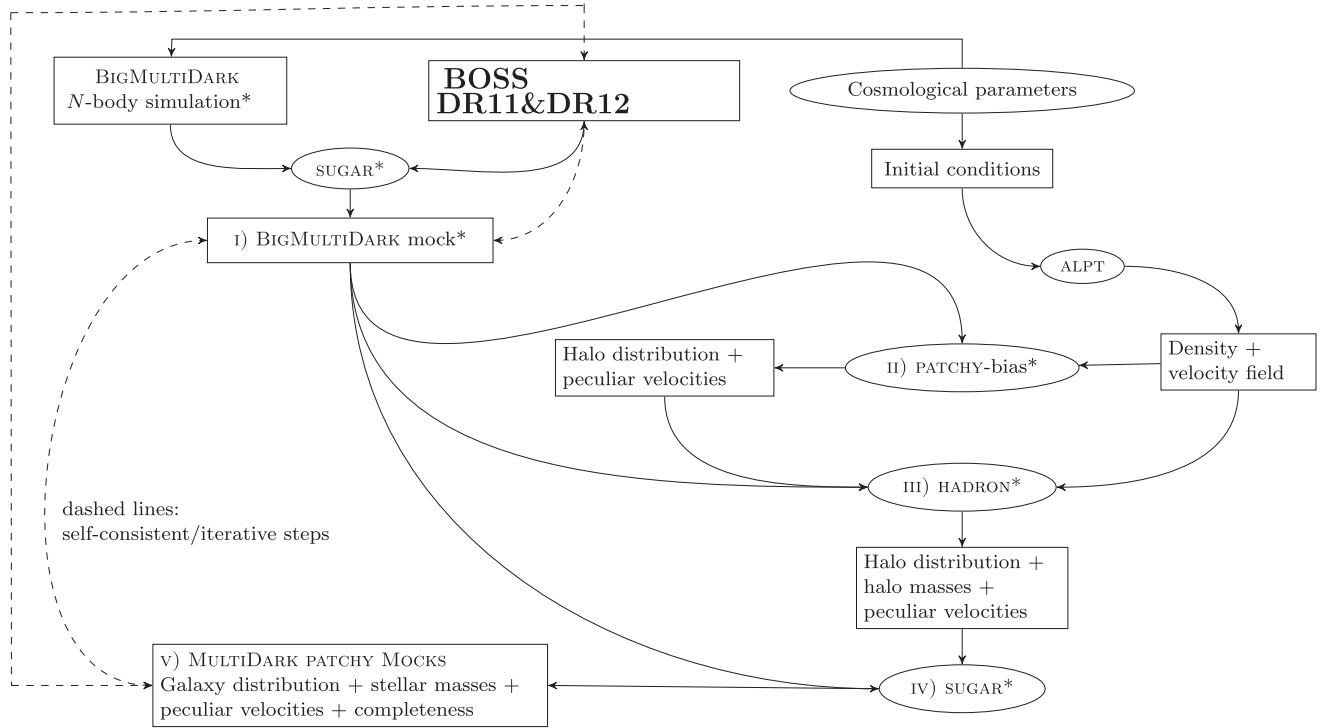 BIGMULTIDARK
N-body simulation*
BOSS
DR11&DR12
Cosmological parameters
SUGAR*
Initial conditions
I) BIGMULTIDARK mock*
ALPT
Halo distribution +
peculiar velocities
II) PATCHY-bias*
Density +
velocity field
III) HADRON*
dashed lines:
self-consistent/iterative steps
Halo distribution +
halo masses +
peculiar velocities
V) MULTIDARK PATCHY MOCKS
Galaxy distribution + stellar masses +
peculiar velocities + completeness
IV) SUGAR*